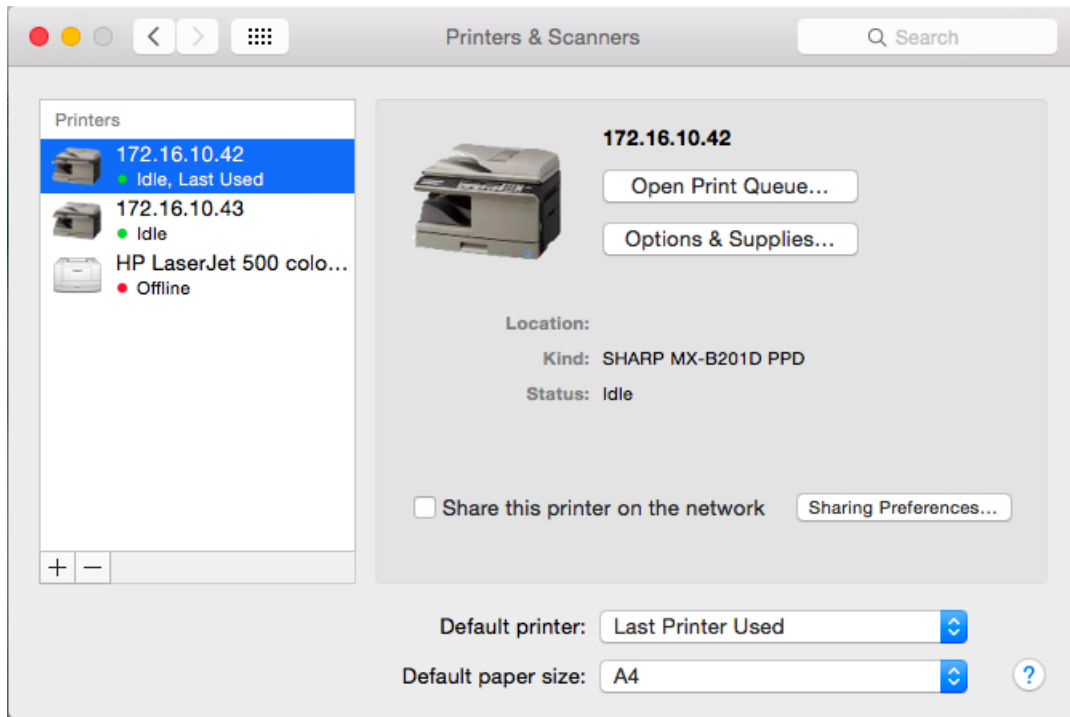 Printers & Scanners
Search
Printers
172.16.10.42
Idle, Last Used
172.16.10.43
Idle
HP LaserJet 500 colo...
Offline
172.16.10.42
Open Print Queue...
Options & Supplies...
Location:
Kind: SHARP MX-B201D PPD
Status: Idle
Share this printer on the network
Sharing Preferences...
+ −
Default printer: Last Printer Used
Default paper size: A4
?